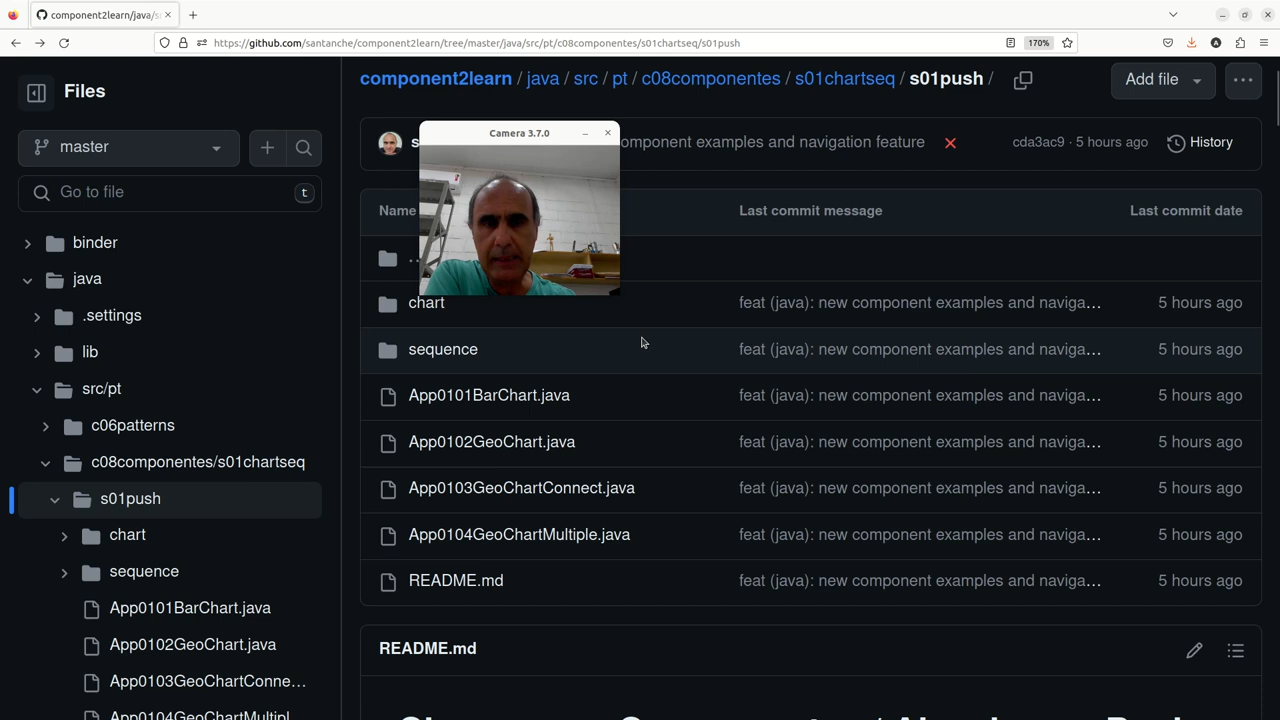 component2learn/java/s
https://github.com/santanche/component2learn/tree/master/java/src/pt/c08componentes/s01chartseq/s01push
170%
Files
component2learn / java / src / pt / c08componentes / s01chartseq / s01push /
Add file
master
Camera 3.7.0
s
omponent examples and navigation feature
cda3ac9 · 5 hours ago
History
Go to file
t
Name
Last commit message
Last commit date
binder
..
java
chart
feat (java): new component examples and naviga…
5 hours ago
.settings
sequence
feat (java): new component examples and naviga…
5 hours ago
lib
src/pt
App0101BarChart.java
feat (java): new component examples and naviga…
5 hours ago
c06patterns
App0102GeoChart.java
feat (java): new component examples and naviga…
5 hours ago
c08componentes/s01chartseq
s01push
App0103GeoChartConnect.java
feat (java): new component examples and naviga…
5 hours ago
chart
App0104GeoChartMultiple.java
feat (java): new component examples and naviga…
5 hours ago
sequence
README.md
feat (java): new component examples and naviga…
5 hours ago
App0101BarChart.java
App0102GeoChart.java
README.md
App0103GeoChartConne…
App0104GeoChartMultipl